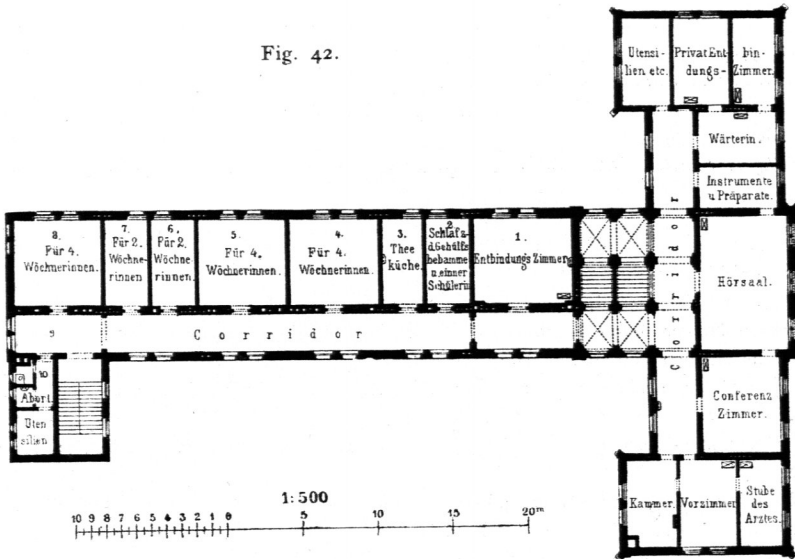 Fig. 42.
Utensi-
lien etc.
Privat Ent-
dungs-
bin-
Zimmer.
Wärterin.
Instrumente
u Präparate.
8.
Für 4.
Wöchnerinnen.
7.
Für 2.
Wöchne-
rinnen
6.
Für 2.
Wöchne-
rinnen.
5.
Für 4.
Wöchnerinnen.
4.
Für 4.
Wöchnerinnen.
3.
Thee
küche.
2
Schlafz-
d. Gehülfs
hebammen
u. einer
Schülerin
1.
Entbindungs Zimmer
Corridor
Hörsaal.
9
Corridor
10
Abort.
Uten
silien
Conferenz
Zimmer.
Kammer.
Vorzimmer
Stube
des
Arztes.
1:500
10 9 8 7 6 5 4 3 2 1 0 5 10 15 20m